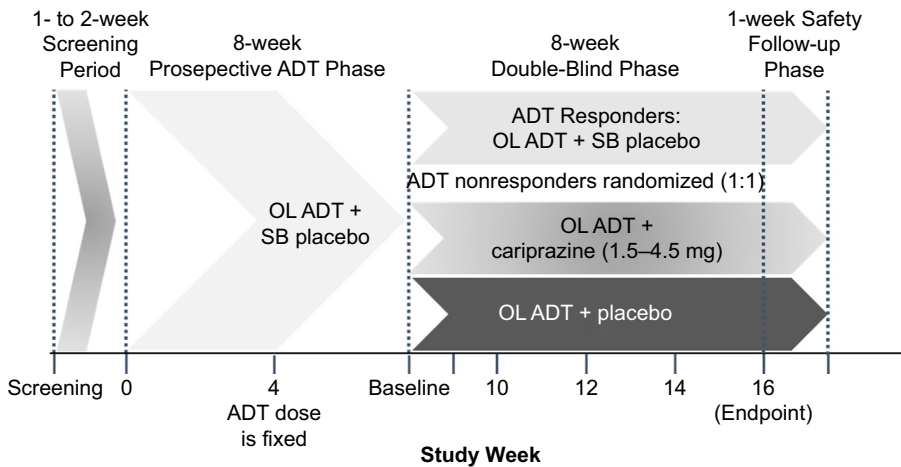 1- to 2-week
Screening
Period
8-week
Prosepective ADT Phase
8-week
Double-Blind Phase
1-week Safety
Follow-up
Phase
ADT Responders:
OL ADT + SB placebo
ADT nonresponders randomized (1:1)
OL ADT +
SB placebo
OL ADT +
cariprazine (1.5–4.5 mg)
OL ADT + placebo
Screening 0 4 Baseline 10 12 14 16
ADT dose
is fixed
(Endpoint)
Study Week